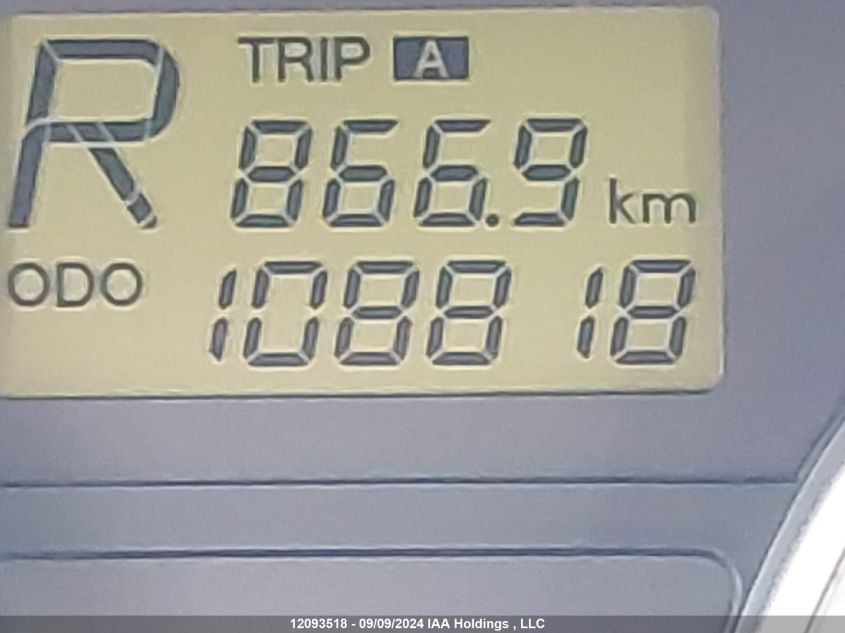 R
TRIP A
866.9 km
ODO 108818
12093518 - 09/09/2024 IAA Holdings , LLC